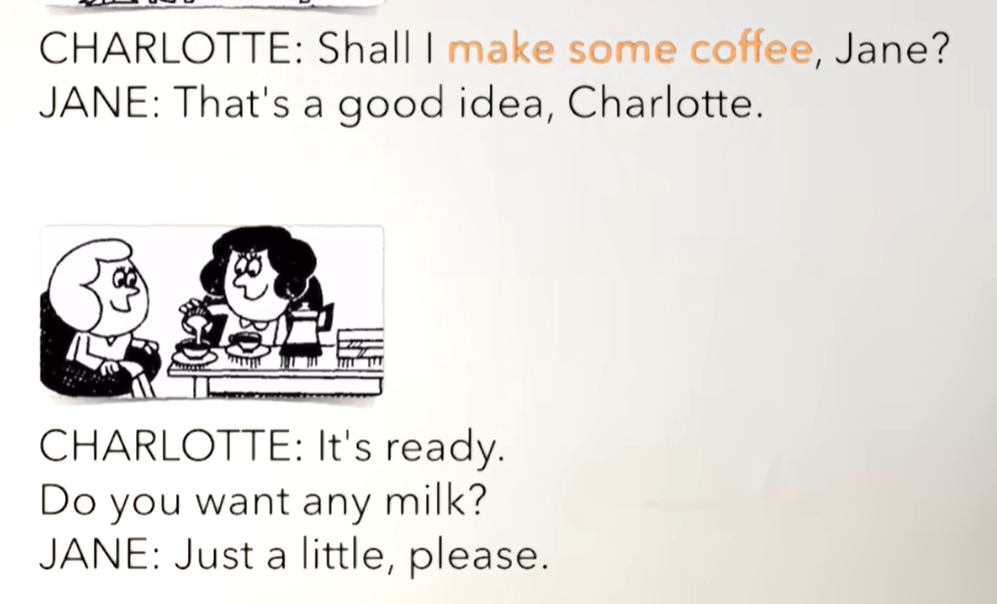 CHARLOTTE: Shall I make some coffee, Jane?
JANE: That's a good idea, Charlotte.
CHARLOTTE: It's ready.
Do you want any milk?
JANE: Just a little, please.